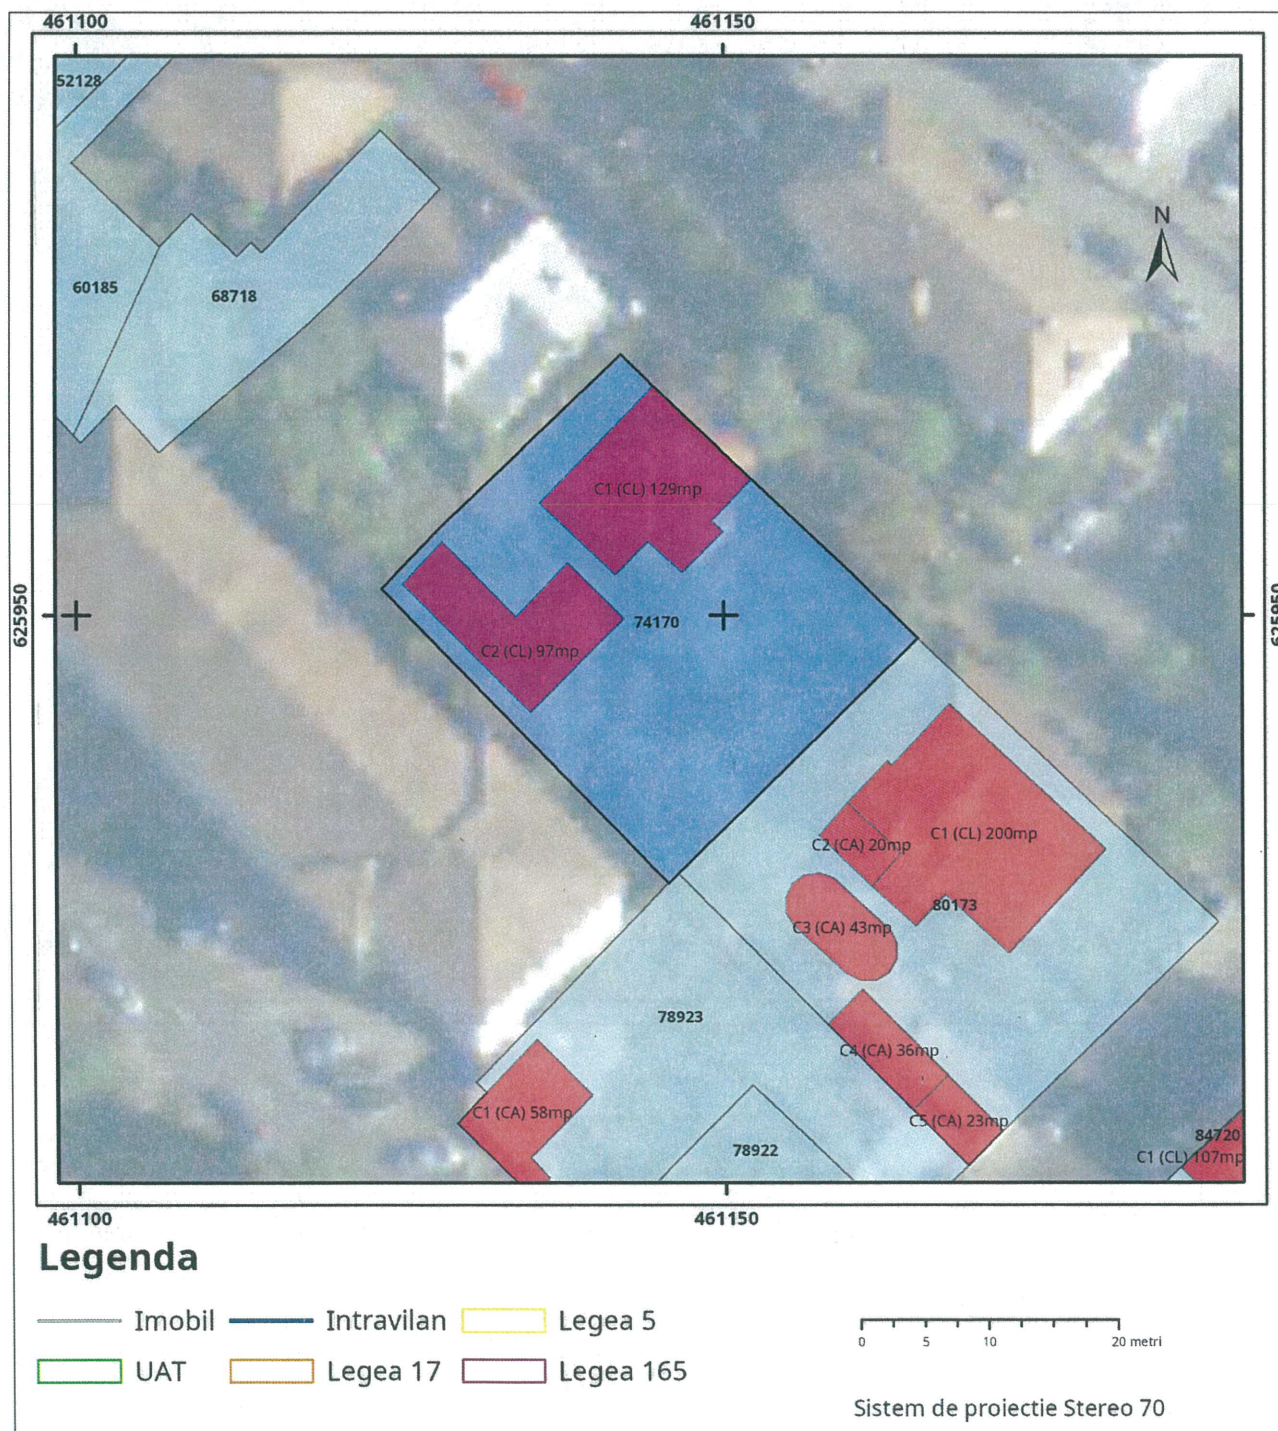 461100 461150
52128
N
60185
68718
C1 (CL) 129mp
625950 625950
74170
C2 (CL) 97mp
C1 (CL) 200mp
C2 (CA) 20mp
80173
C3 (CA) 43mp
78923
C4 (CA) 36mp
C1 (CA) 58mp
C5 (CA) 23mp
84720
78922
C1 (CL) 107mp
461100 461150
Legenda
Imobil Intravilan Legea 5
UAT Legea 17 Legea 165
0 5 10 20 metri
Sistem de proiectie Stereo 70